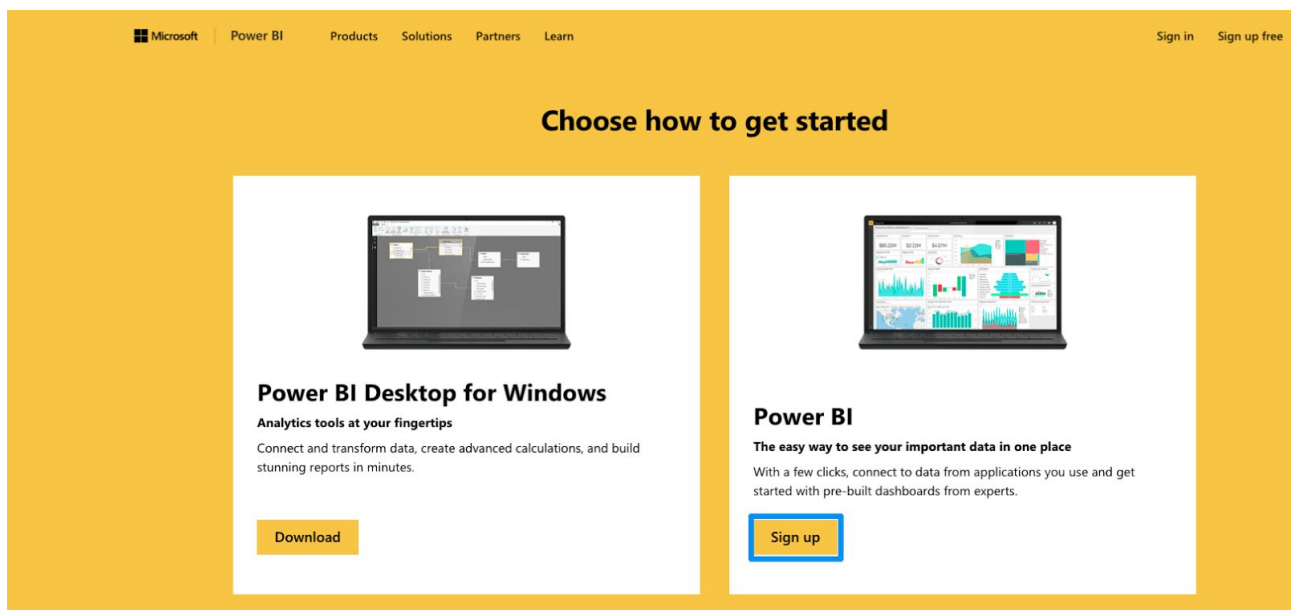 Microsoft Power BI Products Solutions Partners Learn Sign in Sign up free
Choose how to get started
Power BI Desktop for Windows
Analytics tools at your fingertips
Connect and transform data, create advanced calculations, and build
stunning reports in minutes.
Download
Power BI
The easy way to see your important data in one place
With a few clicks, connect to data from applications you use and get
started with pre-built dashboards from experts.
Sign up